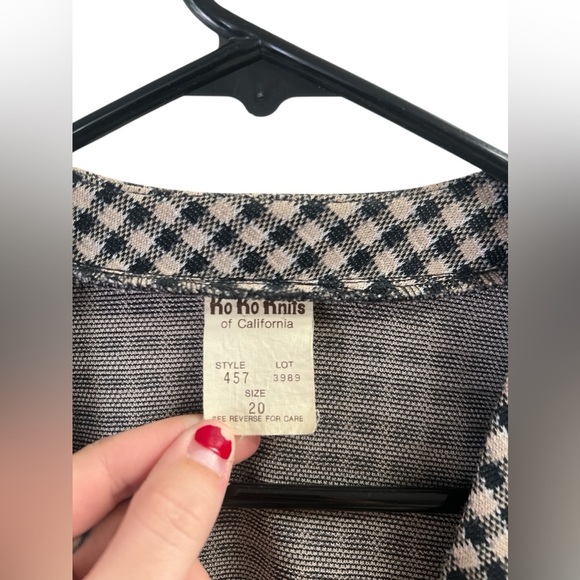 Ko Ko Knits
of California
STYLE LOT
457 3989
SIZE
20
SEE REVERSE FOR CARE